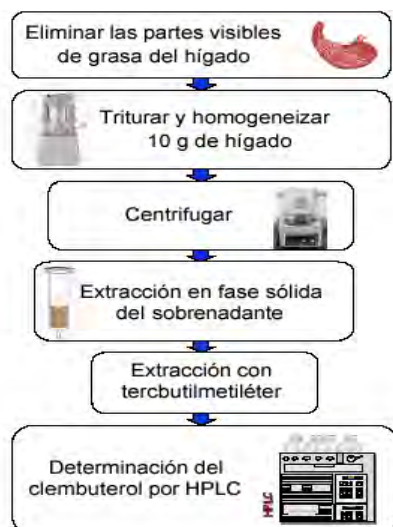 Eliminar las partes visibles
de grasa del hígado
Triturar y homogeneizar
10 g de hígado
Centrifugar
Extracción en fase sólida
del sobrenadante
Extracción con
tercbutilmetiléter
Determinación del
clembuterol por HPLC
HPLC